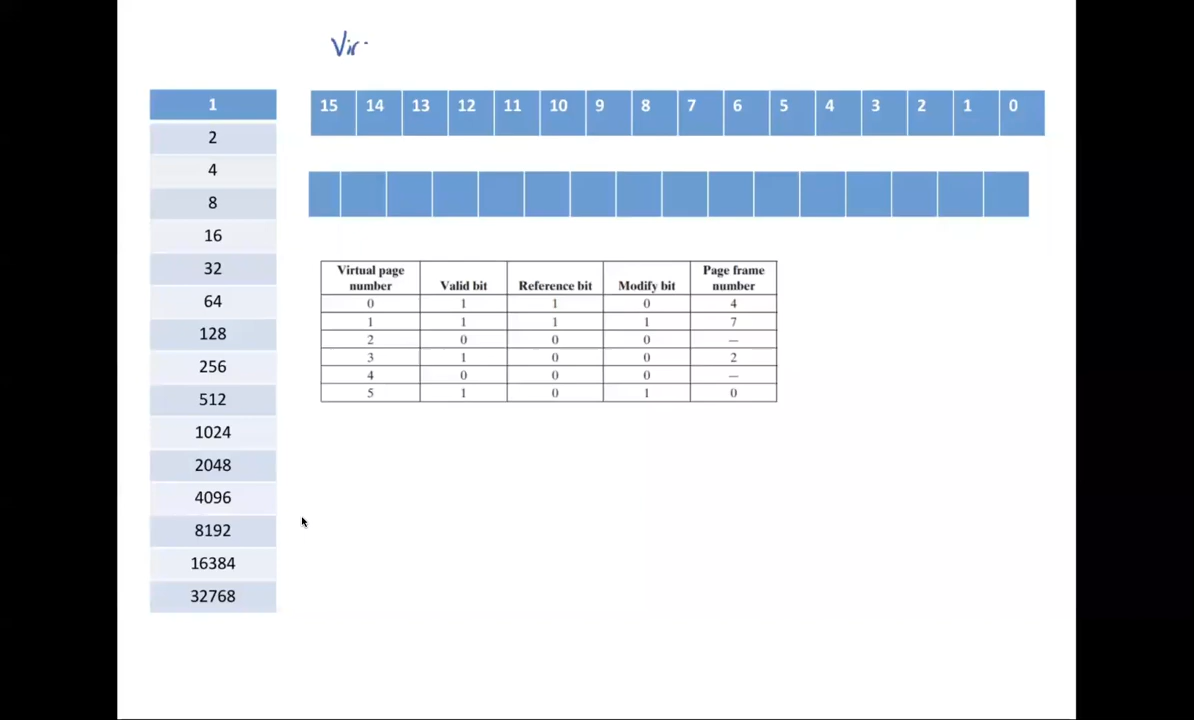 Vir
1
2
4
8
16
32
64
128
256
512
1024
2048
4096
8192
16384
32768
15 14 13 12 11 10 9 8 7 6 5 4 3 2 1 0
Virtual page number Valid bit Reference bit Modify bit Page frame number
0 1 1 0 4
1 1 1 1 7
2 0 0 0 —
3 1 0 0 2
4 0 0 0 —
5 1 0 1 0